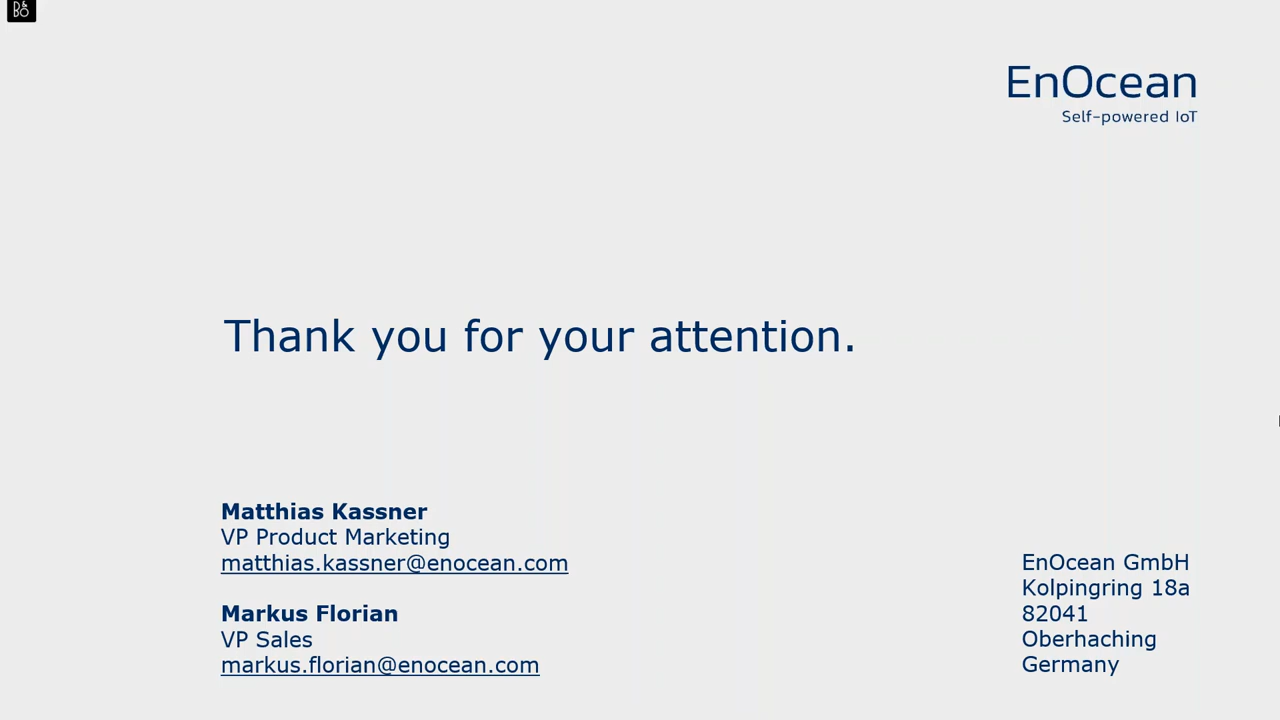 D&
BO
EnOcean
Self-powered IoT
Thank you for your attention.
Matthias Kassner
VP Product Marketing
matthias.kassner@enocean.com
Markus Florian
VP Sales
markus.florian@enocean.com
EnOcean GmbH
Kolpingring 18a
82041
Oberhaching
Germany